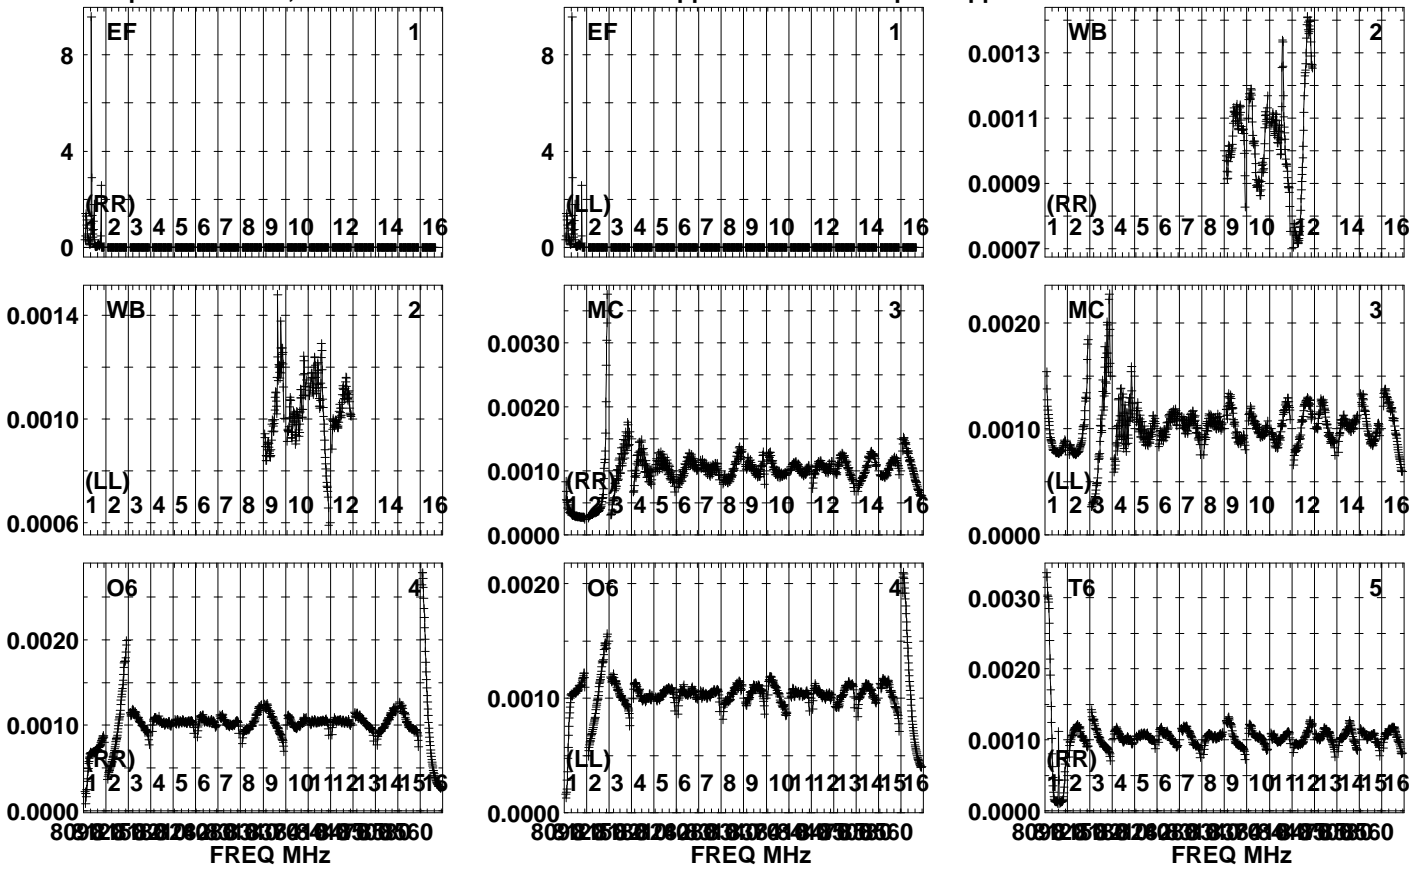 EF 1
8
4
0
(RR)
2 3 4 5 6 7 8 9 10 12 14 16
EF 1
8
4
0
(LL)
2 3 4 5 6 7 8 9 10 12 14 16
WB 2
0.0013
0.0011
0.0009
0.0007
(RR)
1 2 3 4 5 6 7 8 9 10 12 14 16
WB 2
0.0014
0.0010
0.0006
(LL)
1 2 3 4 5 6 7 8 9 10 12 14 16
MC 3
0.0030
0.0020
0.0010
0.0000
(RR)
1 2 3 4 5 6 7 8 9 10 12 14 16
MC 3
0.0020
0.0010
0.0000
(LL)
1 2 3 4 5 6 7 8 9 10 12 14 16
O6 4
0.0020
0.0010
0.0000
(RR)
1 2 3 4 5 6 7 8 9 10 11 12 13 14 15 16
FREQ MHz
O6 4
0.0020
0.0010
0.0000
(LL)
1 2 3 4 5 6 7 8 9 10 11 12 13 14 15 16
FREQ MHz
T6 5
0.0030
0.0020
0.0010
0.0000
(RR)
1 2 3 4 5 6 7 8 9 10 11 12 13 14 15 16
FREQ MHz